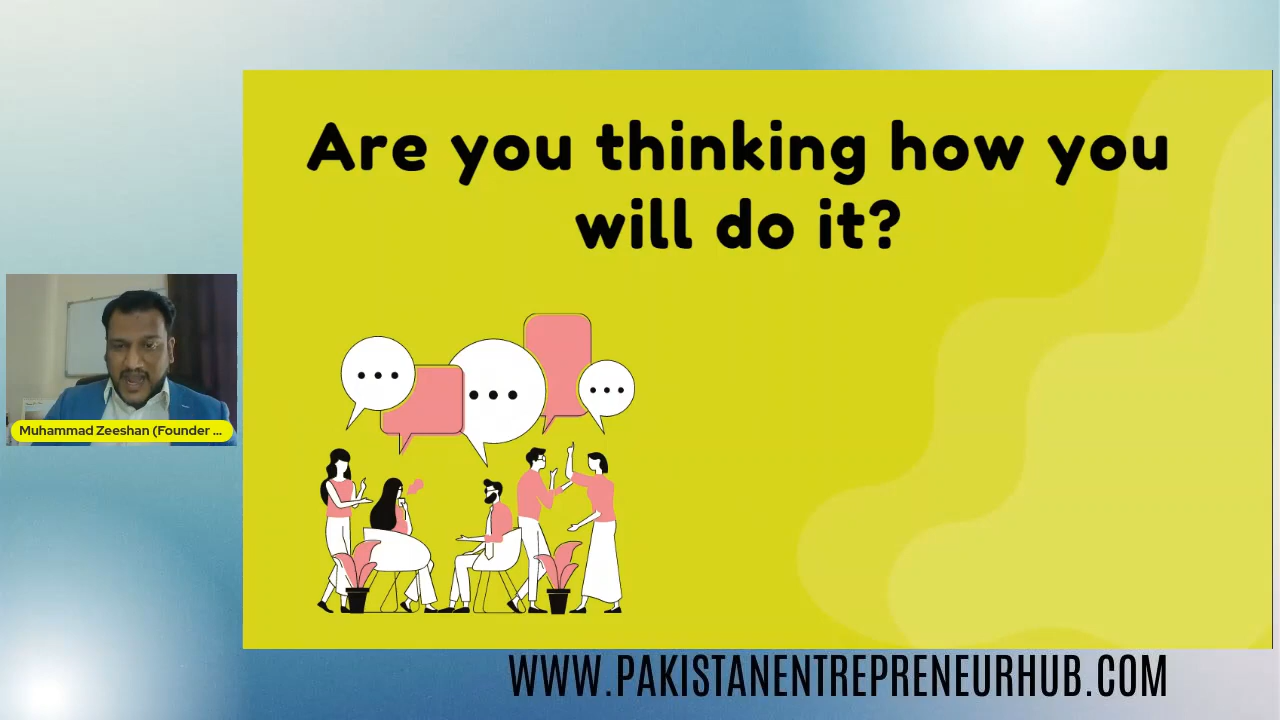 Are you thinking how you
will do it?
Muhammad Zeeshan (Founder ...
WWW.PAKISTANENTREPRENEURHUB.COM